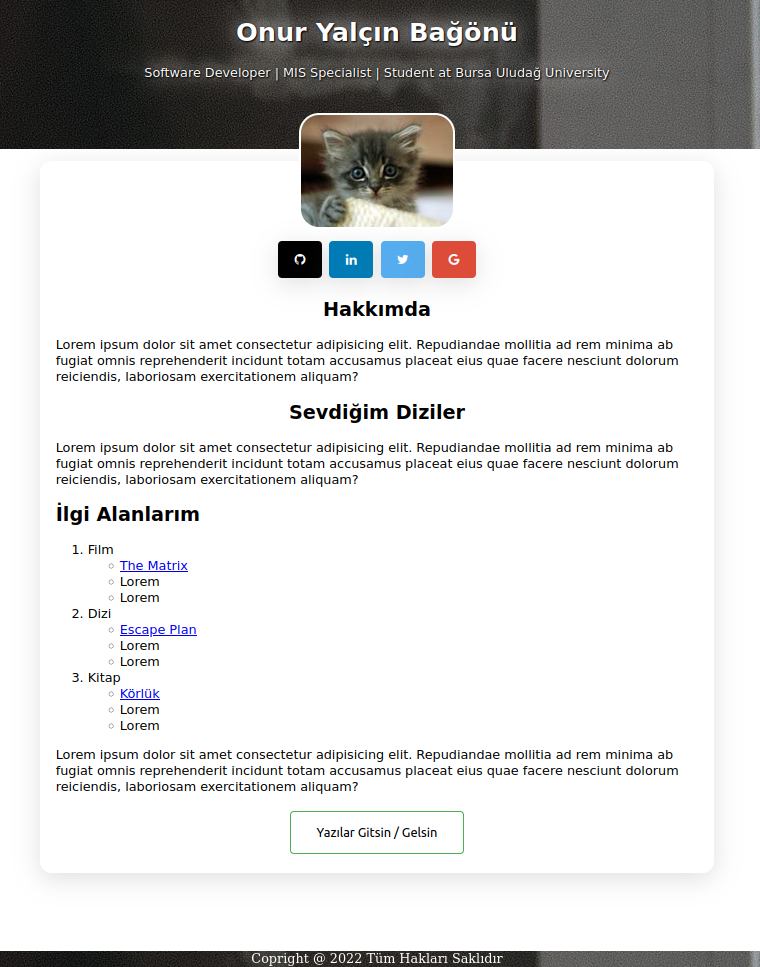 Onur Yalçın Bağönü
Software Developer | MIS Specialist | Student at Bursa Uludağ University
in
G
Hakkımda
Lorem ipsum dolor sit amet consectetur adipisicing elit. Repudiandae mollitia ad rem minima ab
fugiat omnis reprehenderit incidunt totam accusamus placeat eius quae facere nesciunt dolorum
reiciendis, laboriosam exercitationem aliquam?
Sevdiğim Diziler
Lorem ipsum dolor sit amet consectetur adipisicing elit. Repudiandae mollitia ad rem minima ab
fugiat omnis reprehenderit incidunt totam accusamus placeat eius quae facere nesciunt dolorum
reiciendis, laboriosam exercitationem aliquam?
İlgi Alanlarım
1. Film
The Matrix
Lorem
Lorem
2. Dizi
Escape Plan
Lorem
Lorem
3. Kitap
Körlük
Lorem
Lorem
Lorem ipsum dolor sit amet consectetur adipisicing elit. Repudiandae mollitia ad rem minima ab
fugiat omnis reprehenderit incidunt totam accusamus placeat eius quae facere nesciunt dolorum
reiciendis, laboriosam exercitationem aliquam?
Yazılar Gitsin / Gelsin
Copright @ 2022 Tüm Hakları Saklıdır